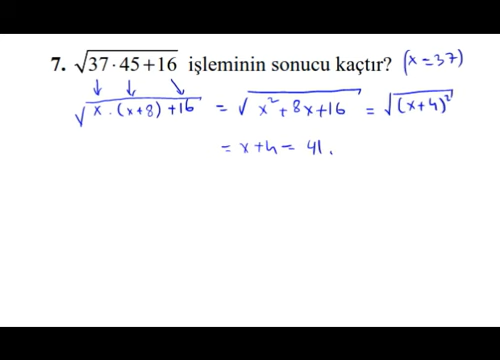 7. √37·45+16 işleminin sonucu kaçtır? (x=37)
√x.(x+8)+16 = √x²+8x+16 = √(x+4)²
= x+4 = 41.